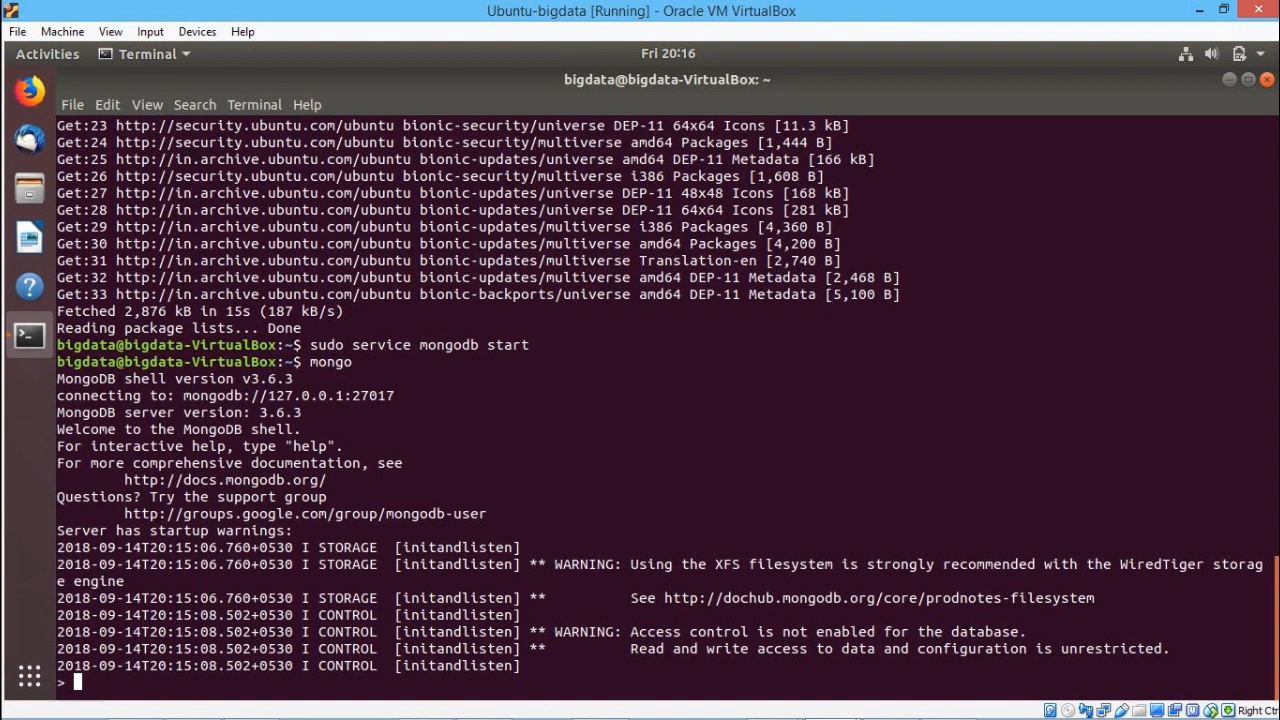 Ubuntu-bigdata [Running] - Oracle VM VirtualBox
File Machine View Input Devices Help
Activities Terminal Fri 20:16
bigdata@bigdata-VirtualBox: ~
File Edit View Search Terminal Help
Get:23 http://security.ubuntu.com/ubuntu bionic-security/universe DEP-11 64x64 Icons [11.3 kB]
Get:24 http://security.ubuntu.com/ubuntu bionic-security/multiverse amd64 Packages [1,444 B]
Get:25 http://in.archive.ubuntu.com/ubuntu bionic-updates/universe amd64 DEP-11 Metadata [166 kB]
Get:26 http://security.ubuntu.com/ubuntu bionic-security/multiverse i386 Packages [1,608 B]
Get:27 http://in.archive.ubuntu.com/ubuntu bionic-updates/universe DEP-11 48x48 Icons [168 kB]
Get:28 http://in.archive.ubuntu.com/ubuntu bionic-updates/universe DEP-11 64x64 Icons [281 kB]
Get:29 http://in.archive.ubuntu.com/ubuntu bionic-updates/multiverse i386 Packages [4,360 B]
Get:30 http://in.archive.ubuntu.com/ubuntu bionic-updates/multiverse amd64 Packages [4,200 B]
Get:31 http://in.archive.ubuntu.com/ubuntu bionic-updates/multiverse Translation-en [2,740 B]
Get:32 http://in.archive.ubuntu.com/ubuntu bionic-updates/multiverse amd64 DEP-11 Metadata [2,468 B]
Get:33 http://in.archive.ubuntu.com/ubuntu bionic-backports/universe amd64 DEP-11 Metadata [5,100 B]
Fetched 2,876 kB in 15s (187 kB/s)
Reading package lists... Done
bigdata@bigdata-VirtualBox:~$ sudo service mongodb start
bigdata@bigdata-VirtualBox:~$ mongo
MongoDB shell version v3.6.3
connecting to: mongodb://127.0.0.1:27017
MongoDB server version: 3.6.3
Welcome to the MongoDB shell.
For interactive help, type "help".
For more comprehensive documentation, see
http://docs.mongodb.org/
Questions? Try the support group
http://groups.google.com/group/mongodb-user
Server has startup warnings:
2018-09-14T20:15:06.760+0530 I STORAGE [initandlisten]
2018-09-14T20:15:06.760+0530 I STORAGE [initandlisten] ** WARNING: Using the XFS filesystem is strongly recommended with the WiredTiger storag
e engine
2018-09-14T20:15:06.760+0530 I STORAGE [initandlisten] ** See http://dochub.mongodb.org/core/prodnotes-filesystem
2018-09-14T20:15:08.502+0530 I CONTROL [initandlisten]
2018-09-14T20:15:08.502+0530 I CONTROL [initandlisten] ** WARNING: Access control is not enabled for the database.
2018-09-14T20:15:08.502+0530 I CONTROL [initandlisten] ** Read and write access to data and configuration is unrestricted.
2018-09-14T20:15:08.502+0530 I CONTROL [initandlisten]
>
Right Ctr